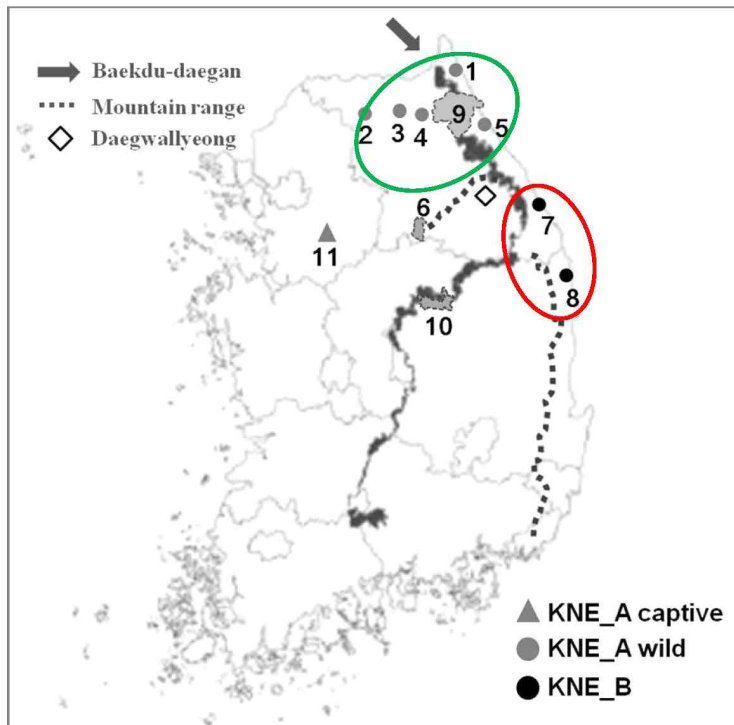 Baekdu-daegan
Mountain range
Daegwallyeong
1
2
3
4
9
5
6
7
11
8
10
KNE_A captive
KNE_A wild
KNE_B